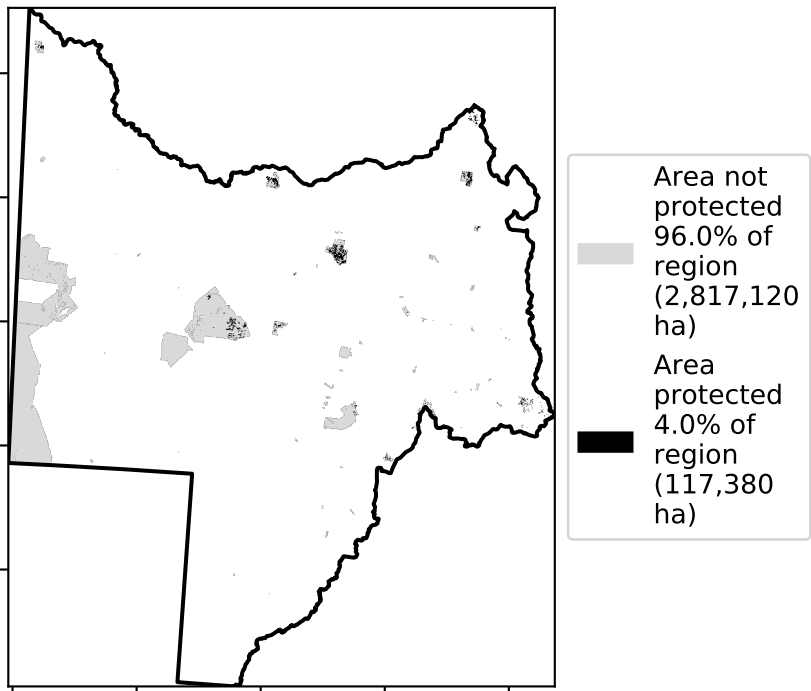 Area not
protected
96.0% of
region
(2,817,120
ha)
Area
protected
4.0% of
region
(117,380
ha)